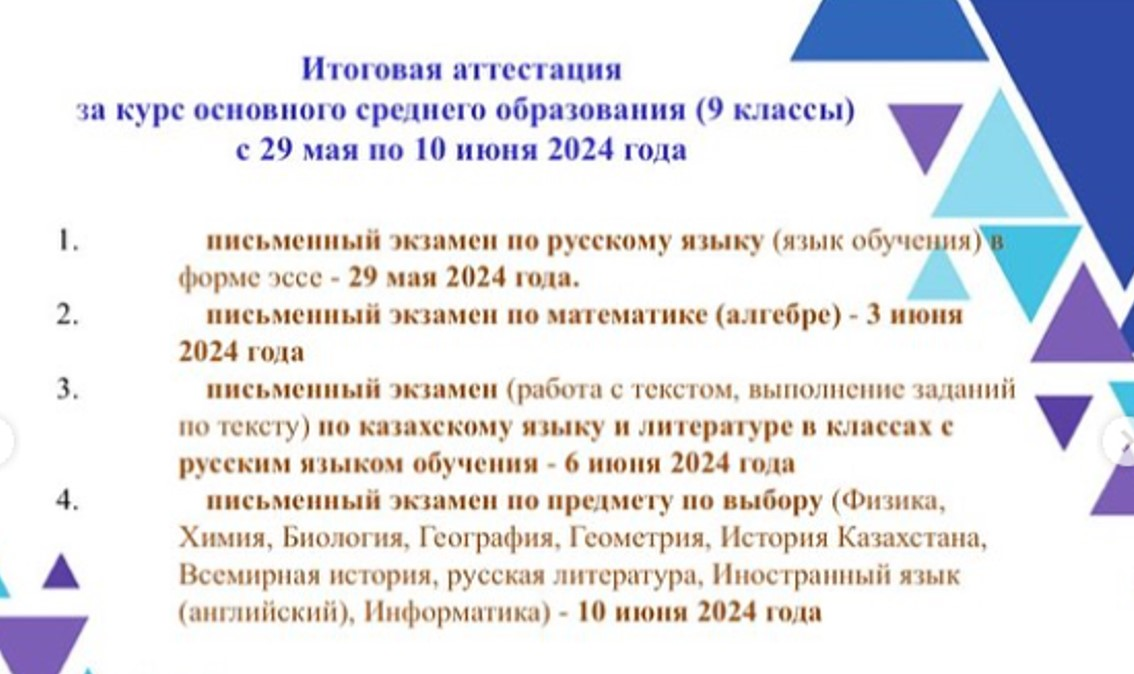 Итоговая аттестация
за курс основного среднего образования (9 классы)
с 29 мая по 10 июня 2024 года
1. письменный экзамен по русскому языку (язык обучения) в
форме эссе - 29 мая 2024 года.
2. письменный экзамен по математике (алгебре) - 3 июня
2024 года
3. письменный экзамен (работа с текстом, выполнение заданий
по тексту) по казахскому языку и литературе в классах с
русским языком обучения - 6 июня 2024 года
4. письменный экзамен по предмету по выбору (Физика,
Химия, Биология, География, Геометрия, История Казахстана,
Всемирная история, русская литература, Иностранный язык
(английский), Информатика) - 10 июня 2024 года